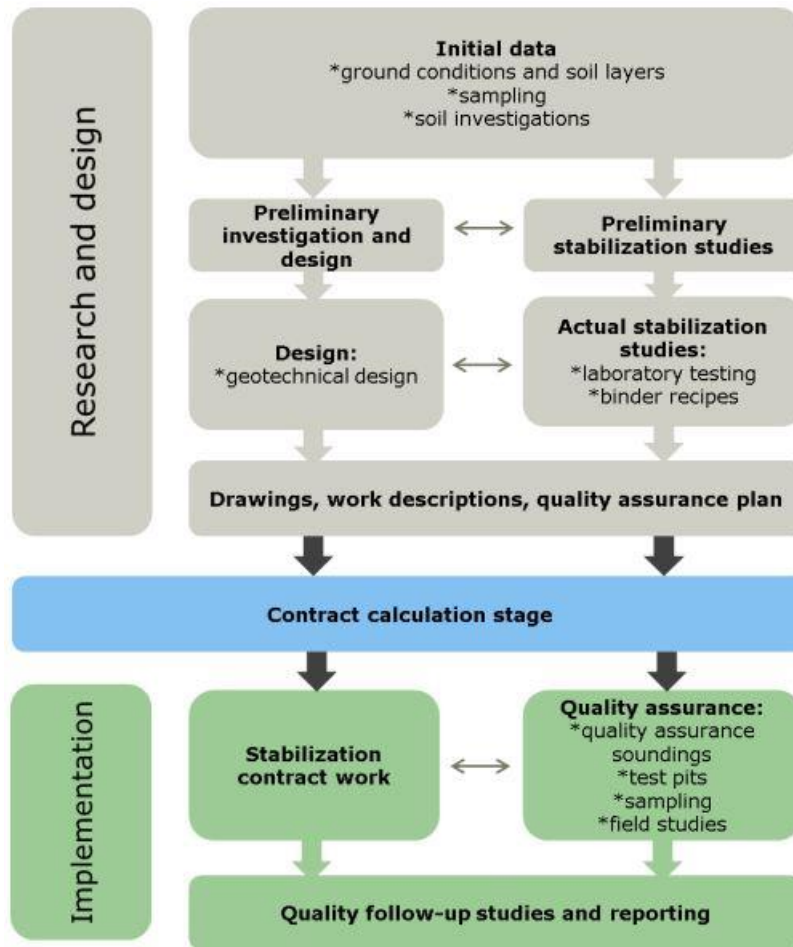 Research and design
Initial data
*ground conditions and soil layers
*sampling
*soil investigations
Preliminary
investigation and
design
Preliminary
stabilization studies
Design:
*geotechnical design
Actual stabilization
studies:
*laboratory testing
*binder recipes
Drawings, work descriptions, quality assurance plan
Contract calculation stage
Implementation
Stabilization
contract work
Quality assurance:
*quality assurance
soundings
*test pits
*sampling
*field studies
Quality follow-up studies and reporting